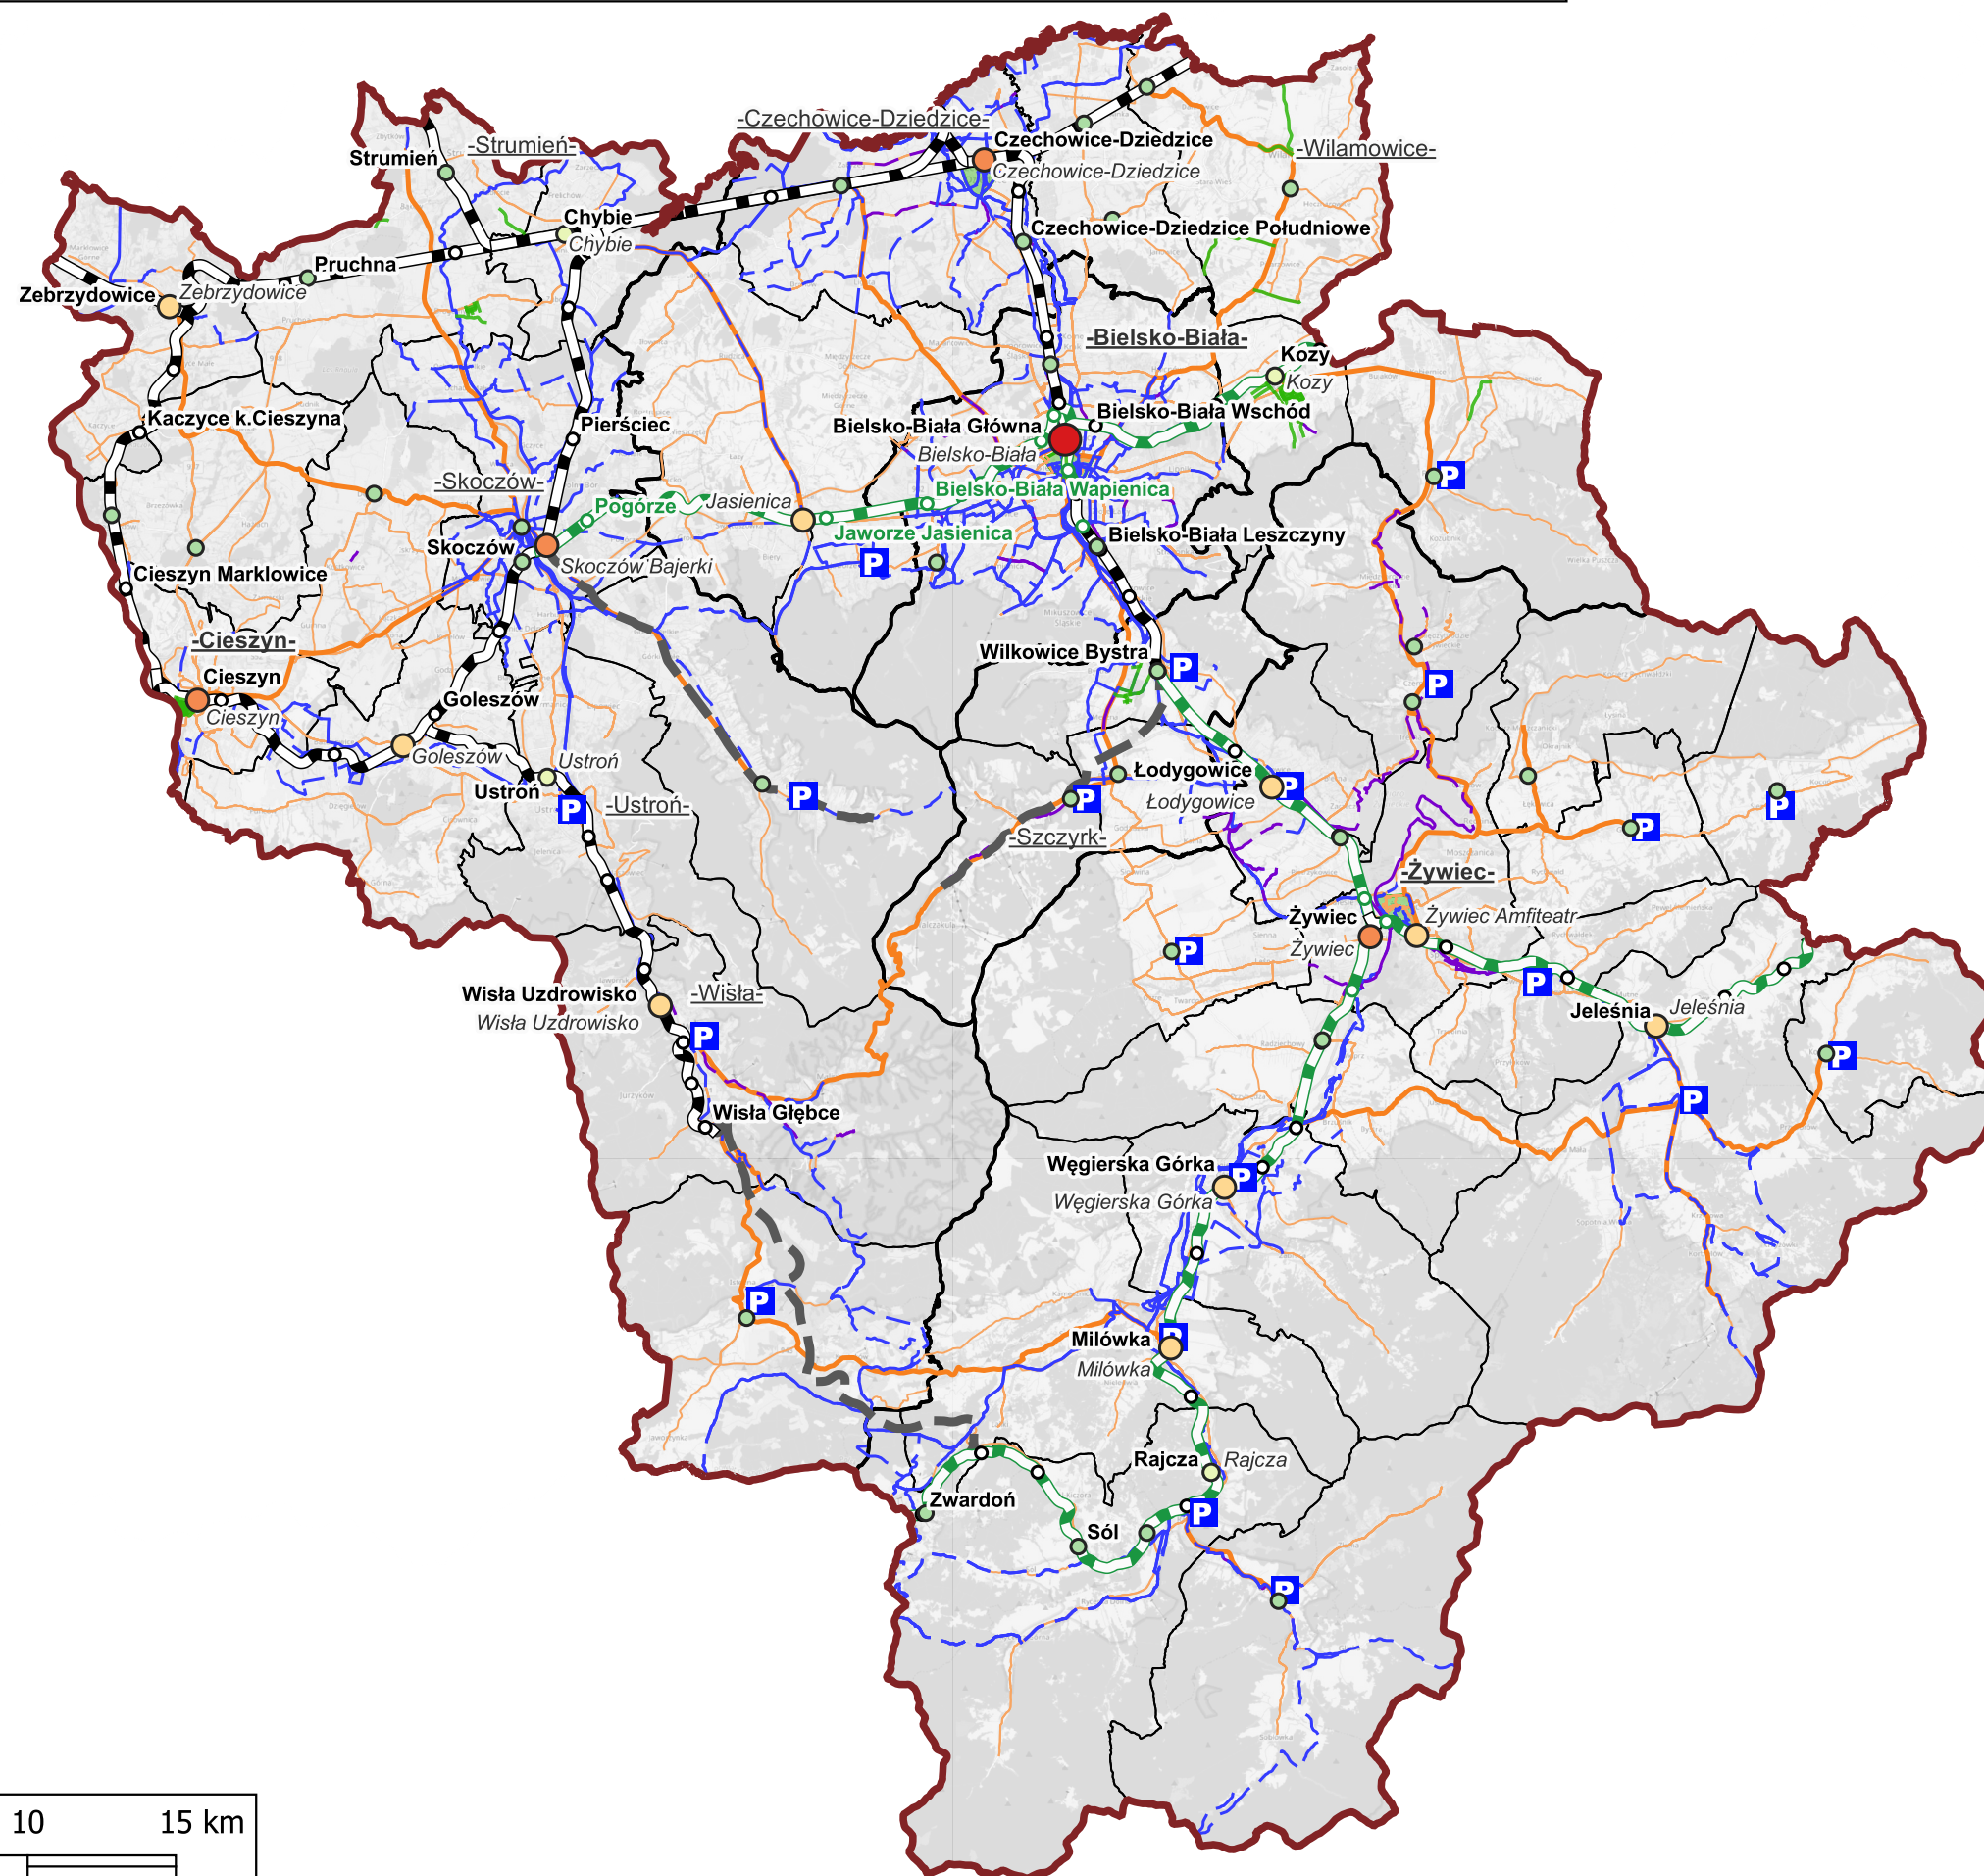 -Czechowice-Dziedzice-
Czechowice-Dziedzice
Czechowice-Dziedzice
-Strumień-
Strumień
-Wilamowice-
Chybie
Chybie
Czechowice-Dziedzice Południowe
Pruchna
Zebrzydowice
Zebrzydowice
-Bielsko-Biała-
Kozy
Kozy
Kaczyce k.Cieszyna
Pierściec
Bielsko-Biała Wschód
Bielsko-Biała Główna
Bielsko-Biała
-Skoczów-
P
Bielsko-Biała Wapienica
Jasienica
Pogórze
Jaworze Jasienica
Skoczów
Skoczów Bajerki
Bielsko-Biała Leszczyny
P
Cieszyn Marklowice
-Cieszyn-
Cieszyn
Cieszyn
Wilkowice Bystra
P
P
Goleszów
Goleszów
Ustroń
Ustroń
P
-Ustroń-
P
Łodygowice
Łodygowice
P
P
-Szczyrk-
P
P
-Żywiec-
Żywiec
Żywiec
Żywiec Amfiteatr
P
P
Wisła Uzdrowisko
Wisła Uzdrowisko
-Wisła-
P
Jeleśnia
Jeleśnia
P
P
Wisła Głębce
Węgierska Górka
Węgierska Górka
P
P
Milówka
Milówka
P
Rajcza
Rajcza
Zwardoń
Sól
P
P
10 15 km